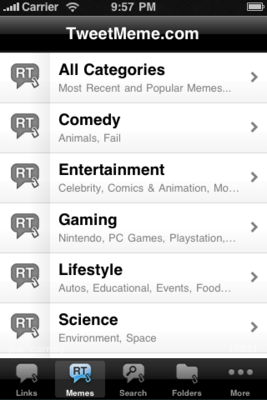 Carrier 9:57 PM
TweetMeme.com
RT All Categories
Most Recent and Popular Memes...
RT Comedy
Animals, Fail
RT Entertainment
Celebrity, Comics & Animation, Mo...
RT Gaming
Nintendo, PC Games, Playstation,...
RT Lifestyle
Autos, Educational, Events, Food...
RT Science
Environment, Space
RT
Links Memes Search Folders More